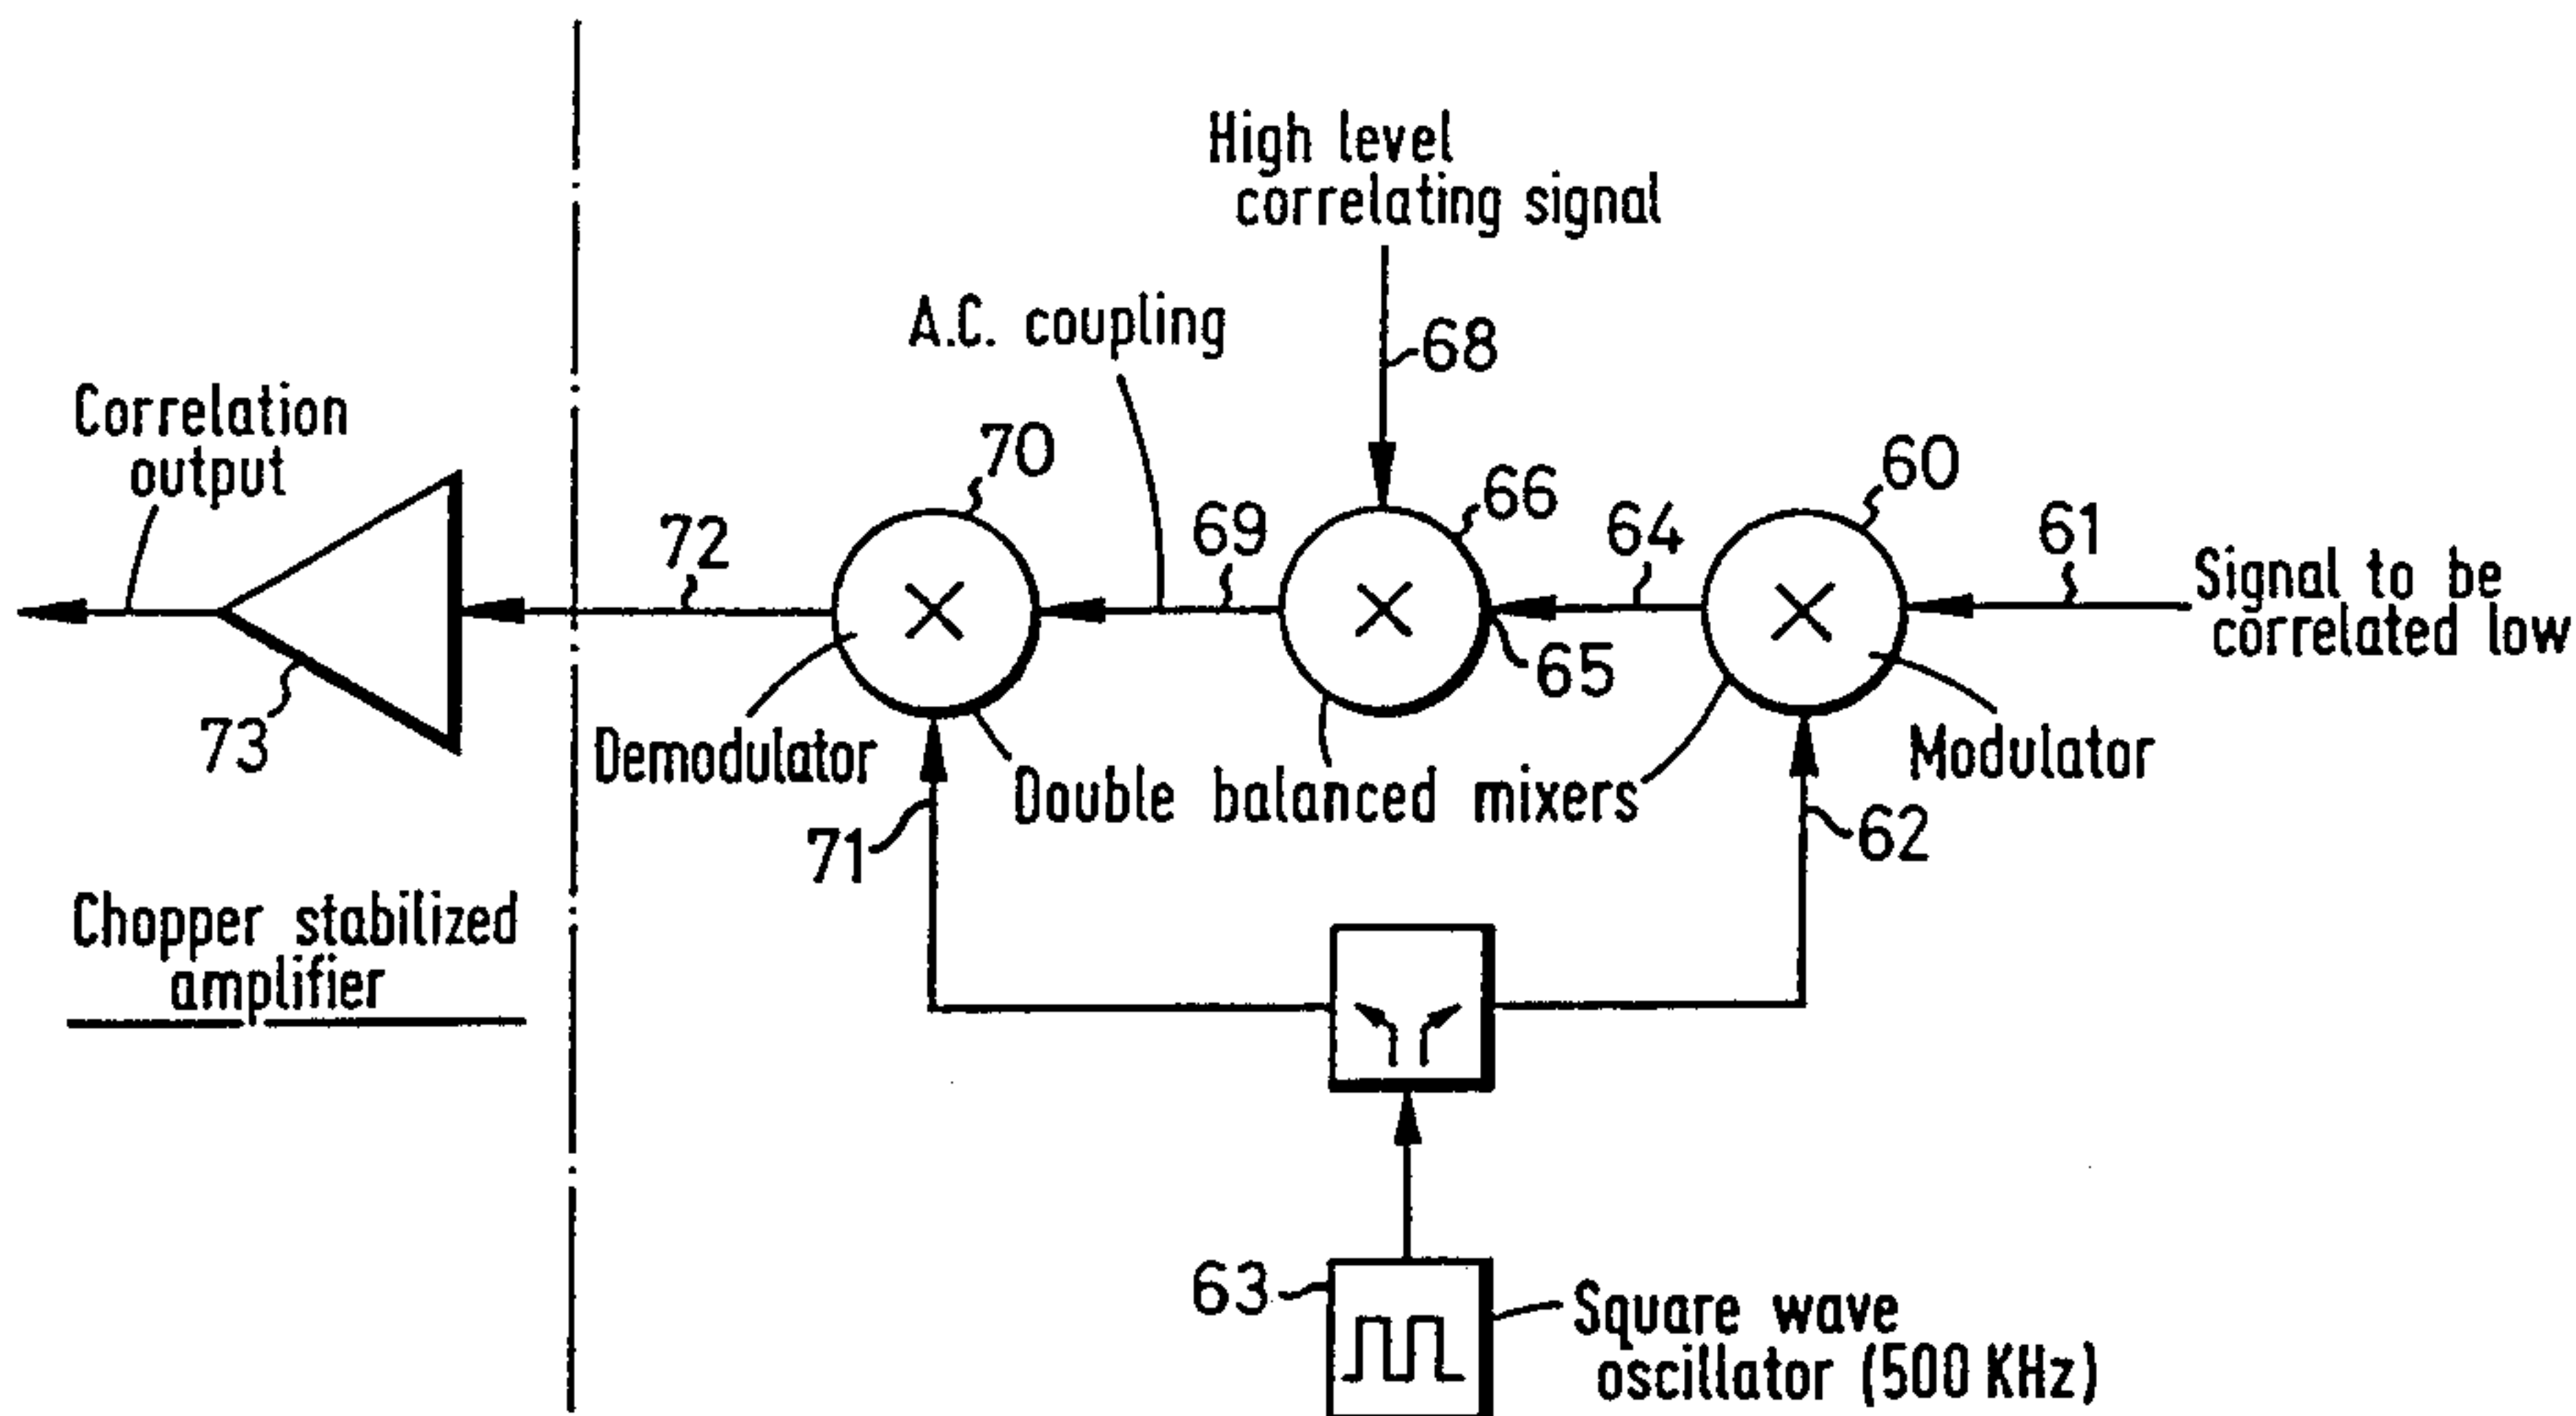 High level
correlating signal
68
A.C. coupling
Correlation
output
70
66
60
72
69
64
61
Signal to be
correlated low
65
73
Demodulator
Double balanced mixers
Modulator
71
62
Chopper stabilized
amplifier
63
Square wave
oscillator (500 KHz)